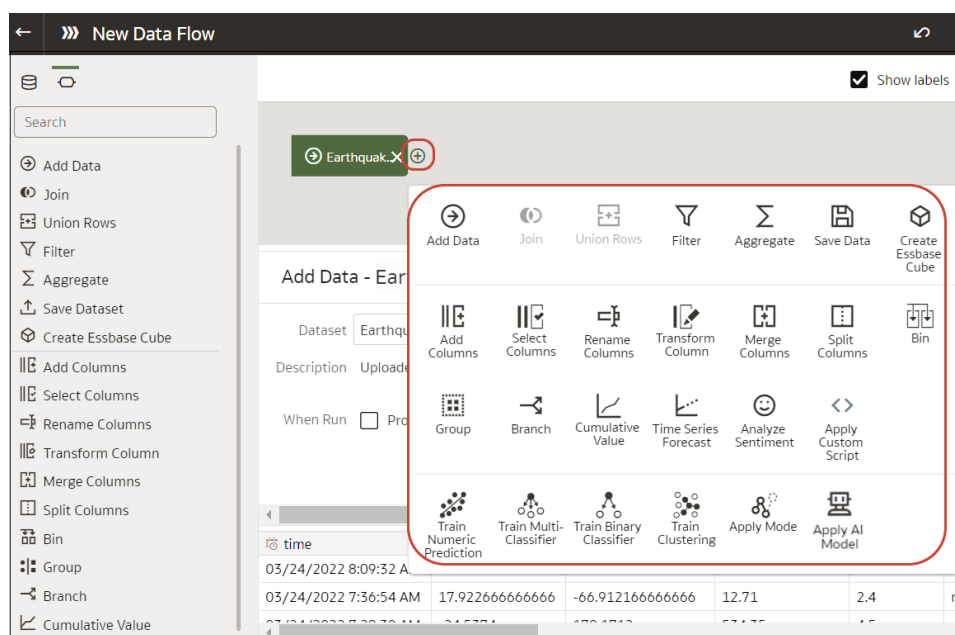 New Data Flow
Show labels
Search
Add Data
Join
Union Rows
Filter
Aggregate
Save Dataset
Create Essbase Cube
Add Columns
Select Columns
Rename Columns
Transform Column
Merge Columns
Split Columns
Bin
Group
Branch
Cumulative Value
Earthquak..
Add Data
Join
Union Rows
Filter
Aggregate
Save Data
Create
Essbase
Cube
Add
Columns
Select
Columns
Rename
Columns
Transform
Column
Merge
Columns
Split
Columns
Bin
Group
Branch
Cumulative
Value
Time Series
Forecast
Analyze
Sentiment
Apply
Custom
Script
Train
Numeric
Prediction
Train Multi-
Classifier
Train Binary
Classifier
Train
Clustering
Apply Mode
Apply AI
Model
Add Data - Ear
Dataset Earthqu
Description Uploade
When Run Pro
time
03/24/2022 8:09:32 A
03/24/2022 7:36:54 AM 17.922666666666 -66.912166666666 12.71 2.4